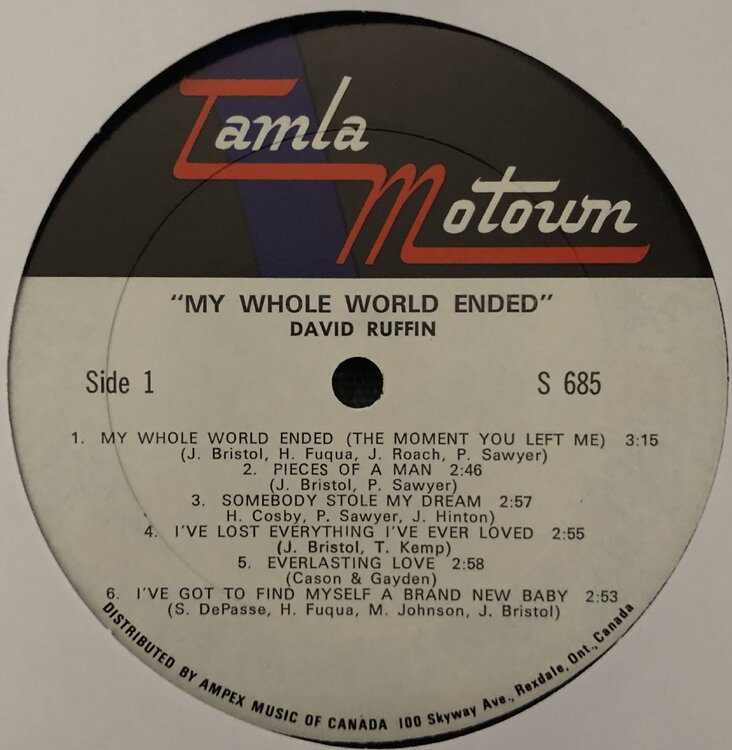 Tamla
Motown
"MY WHOLE WORLD ENDED"
DAVID RUFFIN
Side 1
S 685
1. MY WHOLE WORLD ENDED (THE MOMENT YOU LEFT ME) 3:15
(J. Bristol, H. Fuqua, J. Roach, P. Sawyer)
2. PIECES OF A MAN 2:46
(J. Bristol, P. Sawyer)
3. SOMEBODY STOLE MY DREAM 2:57
H. Cosby, P. Sawyer, J. Hinton)
4. I'VE LOST EVERYTHING I'VE EVER LOVED 2:55
(J. Bristol, T. Kemp)
5. EVERLASTING LOVE 2:58
(Cason & Gayden)
6. I'VE GOT TO FIND MYSELF A BRAND NEW BABY 2:53
(S. DePasse, H. Fuqua, M. Johnson, J. Bristol)
DISTRIBUTED BY AMPEX MUSIC OF CANADA 100 Skyway Ave., Rexdale, Ont., Canada